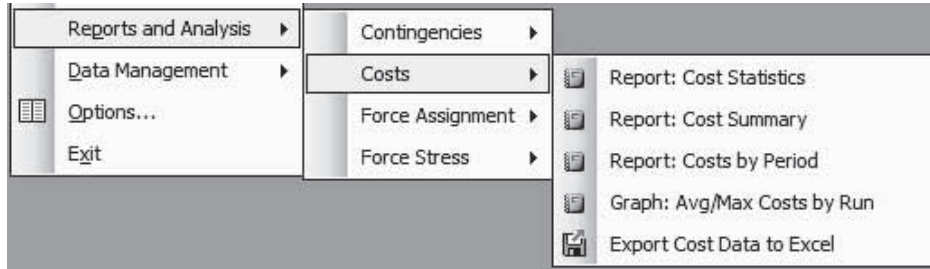 Reports and Analysis
Data Management
Options...
Exit
Contingencies
Costs
Force Assignment
Force Stress
Report: Cost Statistics
Report: Cost Summary
Report: Costs by Period
Graph: Avg/Max Costs by Run
Export Cost Data to Excel